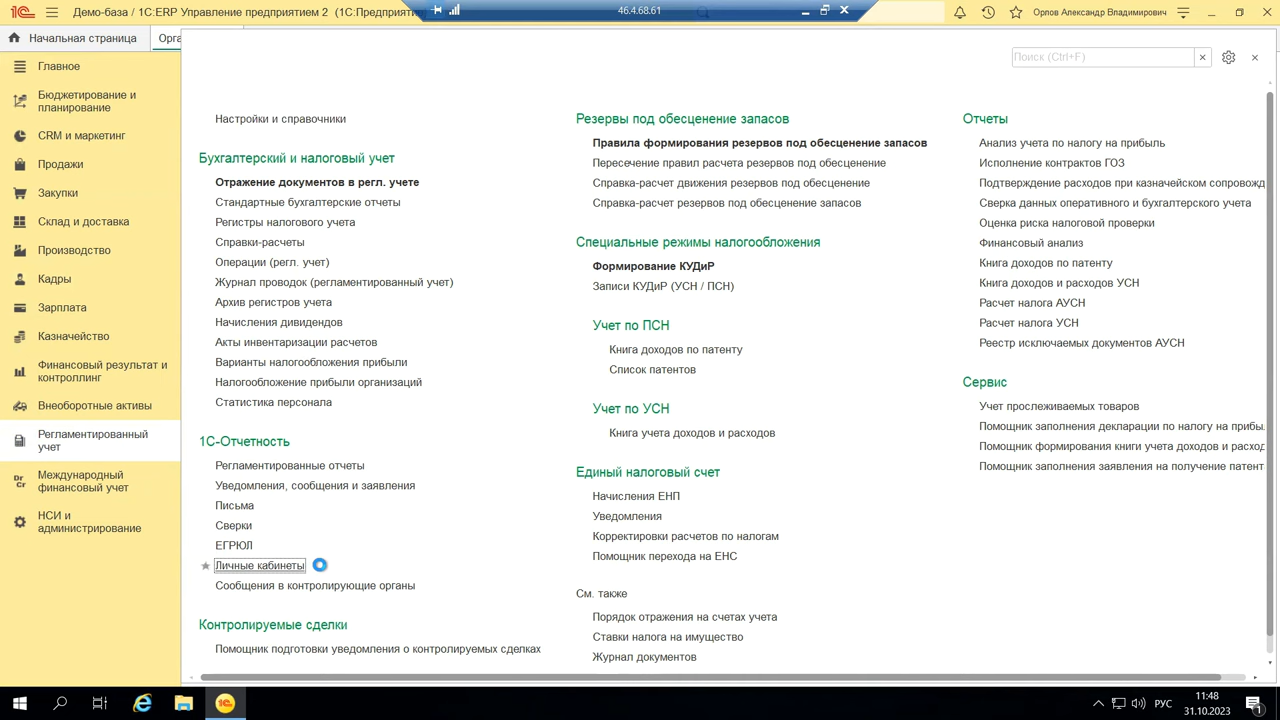 Демо-база / 1С:ERP Управление предприятием 2 (1С:Предприятие
46.4.68.61
Орлов Александр Владимирович
Начальная страница
Орга
Главное
Бюджетирование и
планирование
CRM и маркетинг
Продажи
Закупки
Склад и доставка
Производство
Кадры
Зарплата
Казначейство
Финансовый результат и
контроллинг
Внеоборотные активы
Регламентированный
учет
Международный
финансовый учет
НСИ и
администрирование
Поиск (Ctrl+F)
Настройки и справочники
Бухгалтерский и налоговый учет
Отражение документов в регл. учете
Стандартные бухгалтерские отчеты
Регистры налогового учета
Справки-расчеты
Операции (регл. учет)
Журнал проводок (регламентированный учет)
Архив регистров учета
Начисления дивидендов
Акты инвентаризации расчетов
Варианты налогообложения прибыли
Налогообложение прибыли организаций
Статистика персонала
1С-Отчетность
Регламентированные отчеты
Уведомления, сообщения и заявления
Письма
Сверки
ЕГРЮЛ
Личные кабинеты
Сообщения в контролирующие органы
Контролируемые сделки
Помощник подготовки уведомления о контролируемых сделках
Резервы под обесценение запасов
Правила формирования резервов под обесценение запасов
Пересечение правил расчета резервов под обесценение
Справка-расчет движения резервов под обесценение
Справка-расчет резервов под обесценение запасов
Специальные режимы налогообложения
Формирование КУДиР
Записи КУДиР (УСН / ПСН)
Учет по ПСН
Книга доходов по патенту
Список патентов
Учет по УСН
Книга учета доходов и расходов
Единый налоговый счет
Начисления ЕНП
Уведомления
Корректировки расчетов по налогам
Помощник перехода на ЕНС
См. также
Порядок отражения на счетах учета
Ставки налога на имущество
Журнал документов
Отчеты
Анализ учета по налогу на прибыль
Исполнение контрактов ГОЗ
Подтверждение расходов при казначейском сопровожд
Сверка данных оперативного и бухгалтерского учета
Оценка риска налоговой проверки
Финансовый анализ
Книга доходов по патенту
Книга доходов и расходов УСН
Расчет налога АУСН
Расчет налога УСН
Реестр исключаемых документов АУСН
Сервис
Учет прослеживаемых товаров
Помощник заполнения декларации по налогу на прибы
Помощник формирования книги учета доходов и расход
Помощник заполнения заявления на получение патент
РУС
11:48
31.10.2023
1